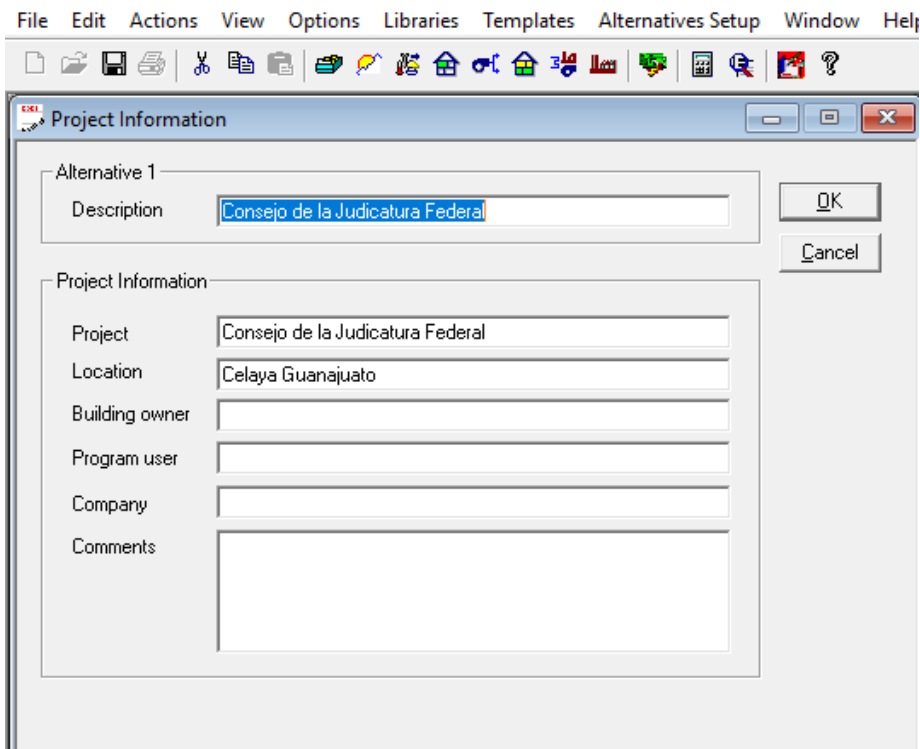 File Edit Actions View Options Libraries Templates Alternatives Setup Window Help
Project Information
Alternative 1
Description Consejo de la Judicatura Federal
OK
Cancel
Project Information
Project Consejo de la Judicatura Federal
Location Celaya Guanajuato
Building owner
Program user
Company
Comments